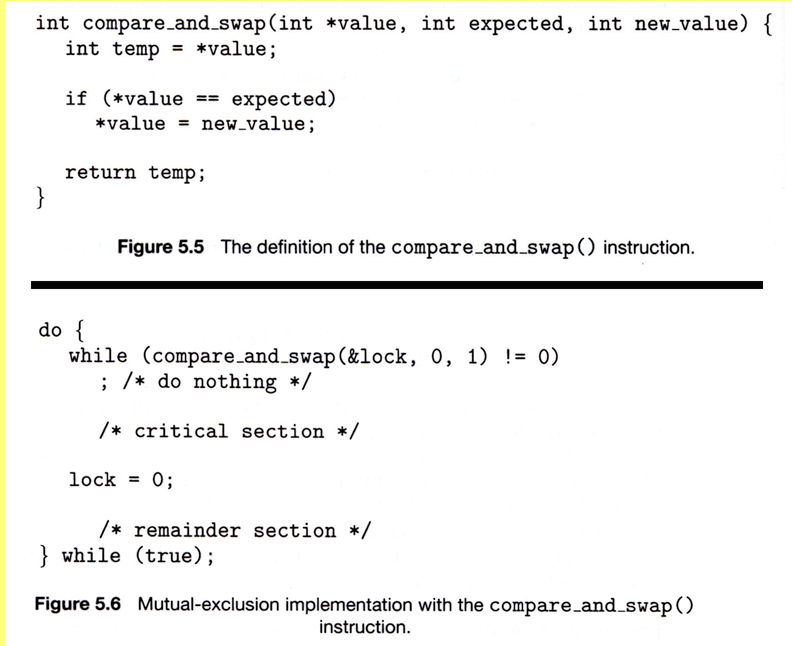 int compare_and_swap(int *value, int expected, int new_value) {
int temp = *value;
if (*value == expected)
*value = new_value;
return temp;
}
Figure 5.5 The definition of the compare_and_swap() instruction.
do {
while (compare_and_swap(&lock, 0, 1) != 0)
; /* do nothing */
/* critical section */
lock = 0;
/* remainder section */
} while (true);
Figure 5.6 Mutual-exclusion implementation with the compare_and_swap()
instruction.